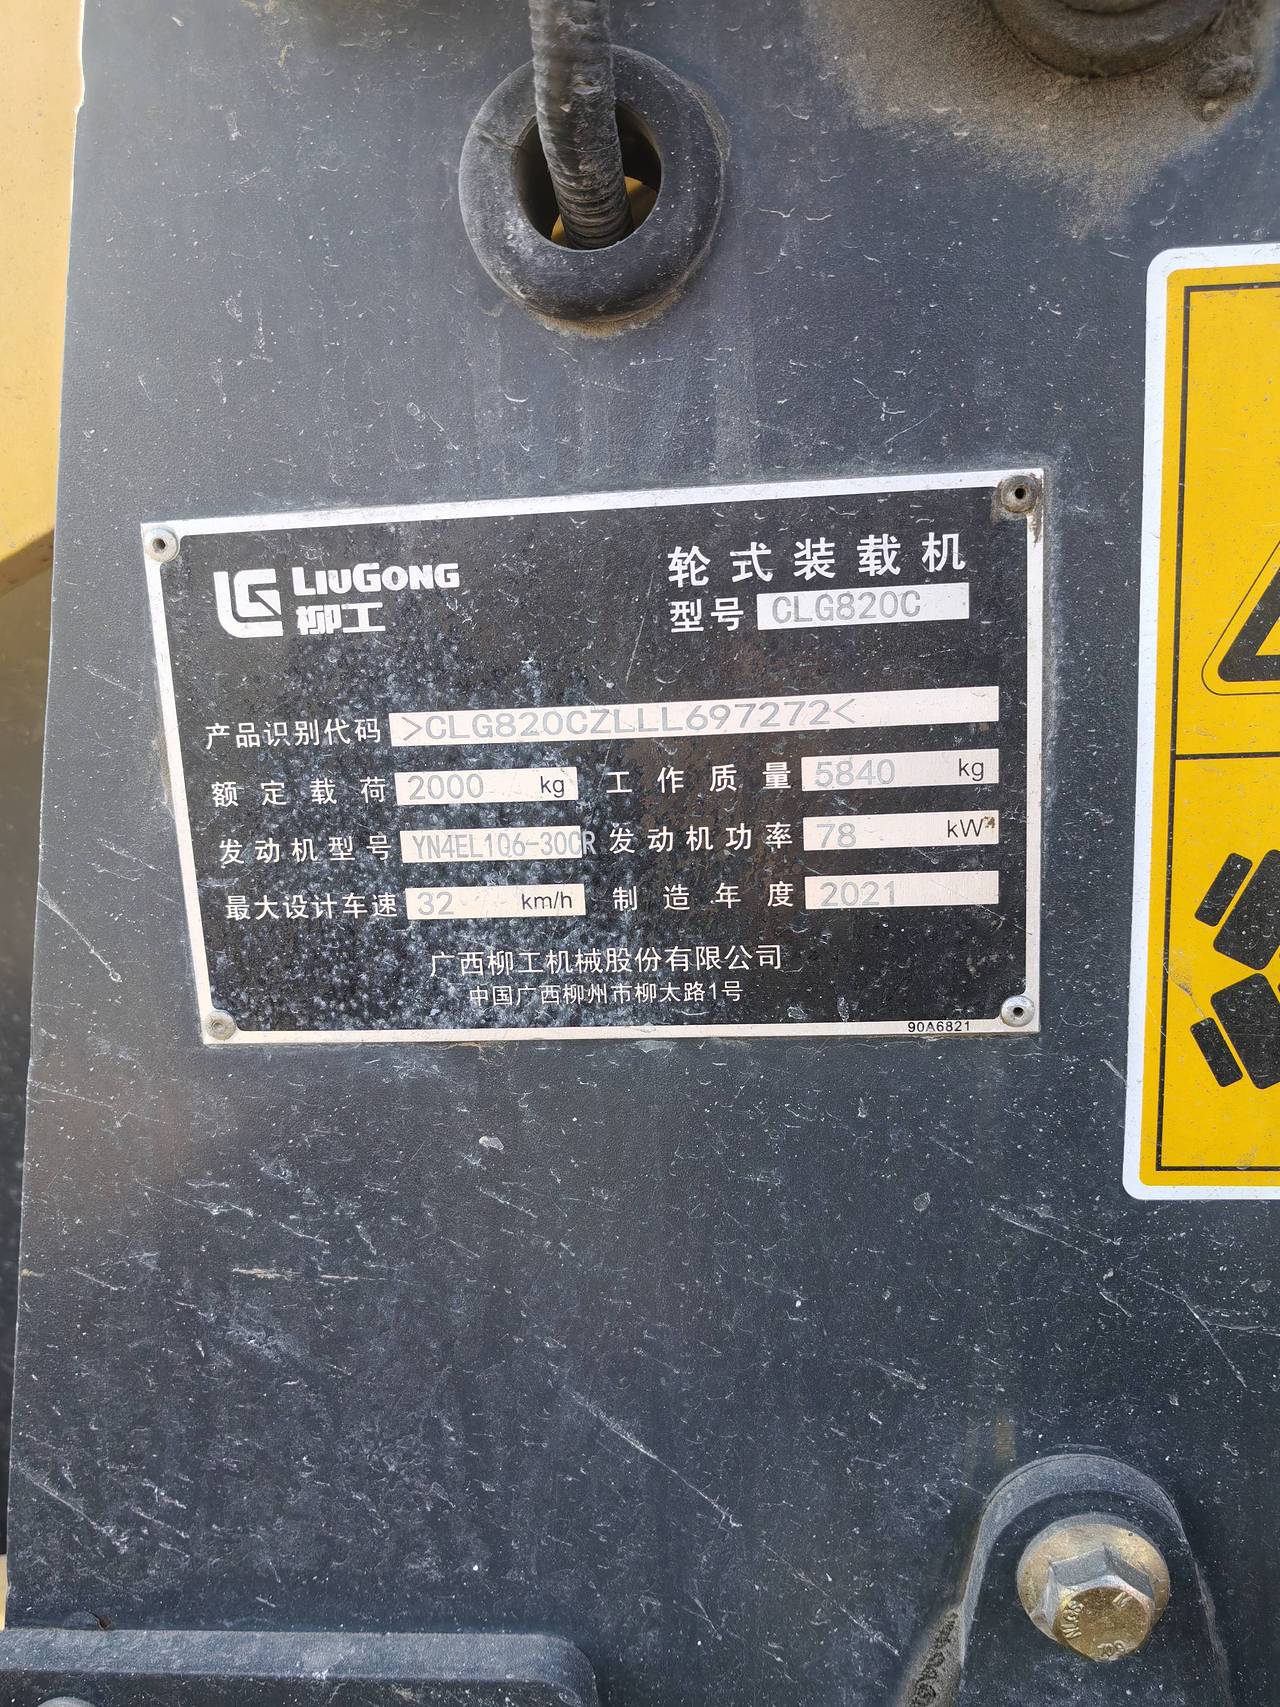 LG LIUGONG
柳工
轮式装载机
型号 CLG820C
产品识别代码 >CLG820CZLLL697272<
额定载荷 2000 kg 工作质量 5840 kg
发动机型号 YN4EL106-30CR 发动机功率 78 kW
最大设计车速 32 km/h 制造年度 2021
广西柳工机械股份有限公司
中国广西柳州市柳太路1号
90A6821